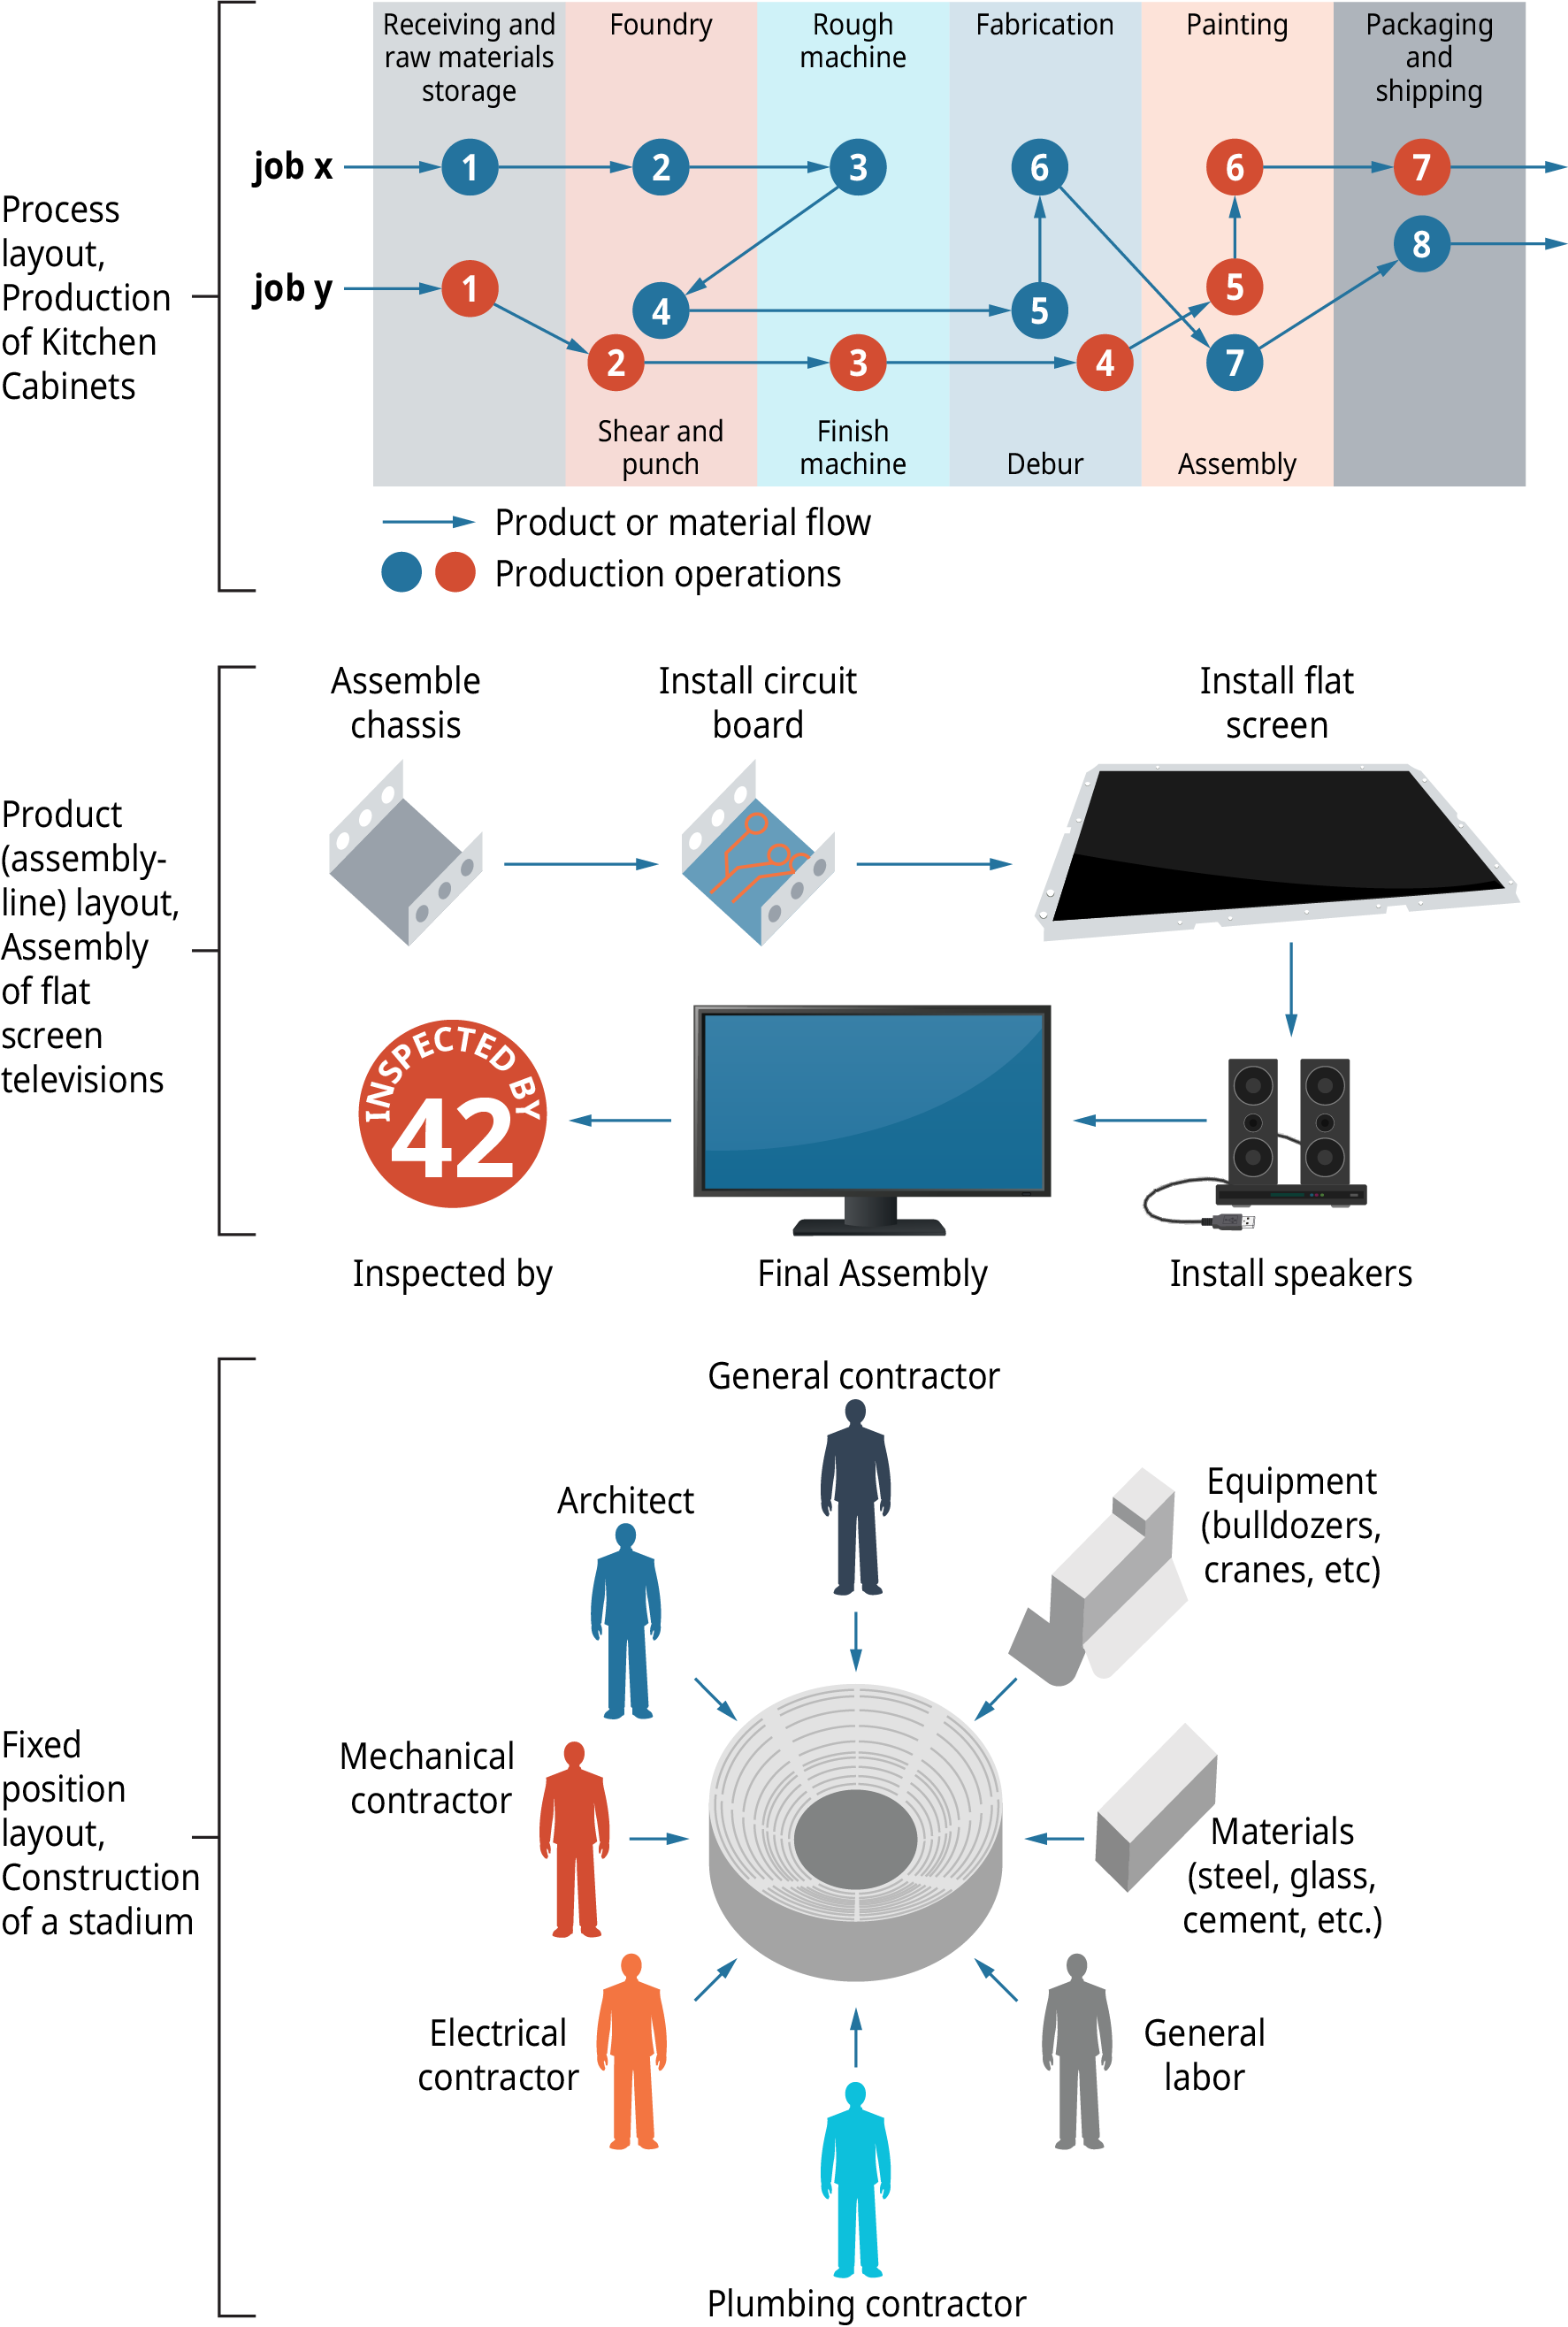 Process
layout,
Production
of Kitchen
Cabinets
Receiving and
raw materials
storage
Foundry
Rough
machine
Fabrication
Painting
Packaging
and
shipping
job x
1
2
3
6
6
7
8
job y
1
4
5
5
2
3
4
7
Shear and
punch
Finish
machine
Debur
Assembly
Product or material flow
Production operations
Product
(assembly-
line) layout,
Assembly
of flat
screen
televisions
Assemble
chassis
Install circuit
board
Install flat
screen
INSPECTED BY
42
Inspected by
Final Assembly
Install speakers
Fixed
position
layout,
Construction
of a stadium
General contractor
Architect
Equipment
(bulldozers,
cranes, etc)
Mechanical
contractor
Materials
(steel, glass,
cement, etc.)
Electrical
contractor
General
labor
Plumbing contractor